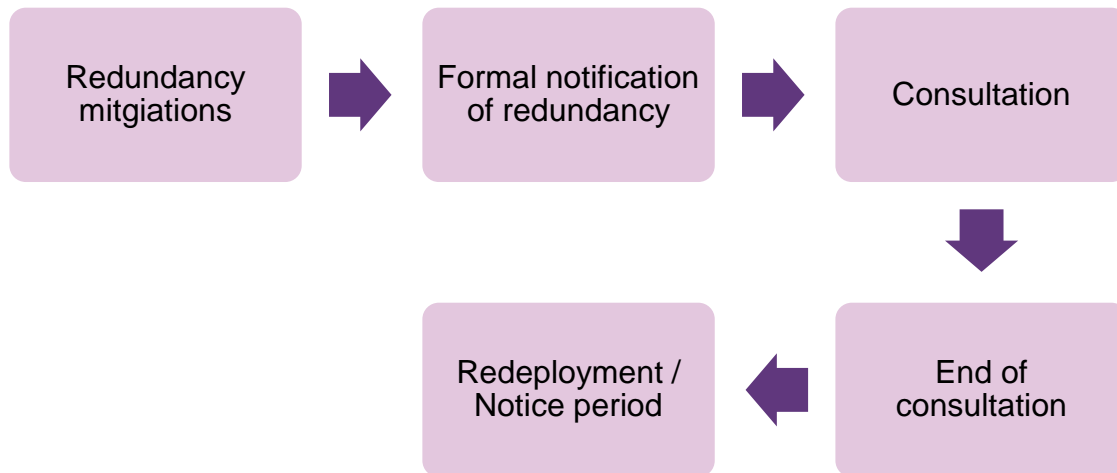 Redundancy
mitgiations
Formal notification
of redundancy
Consultation
End of
consultation
Redeployment /
Notice period